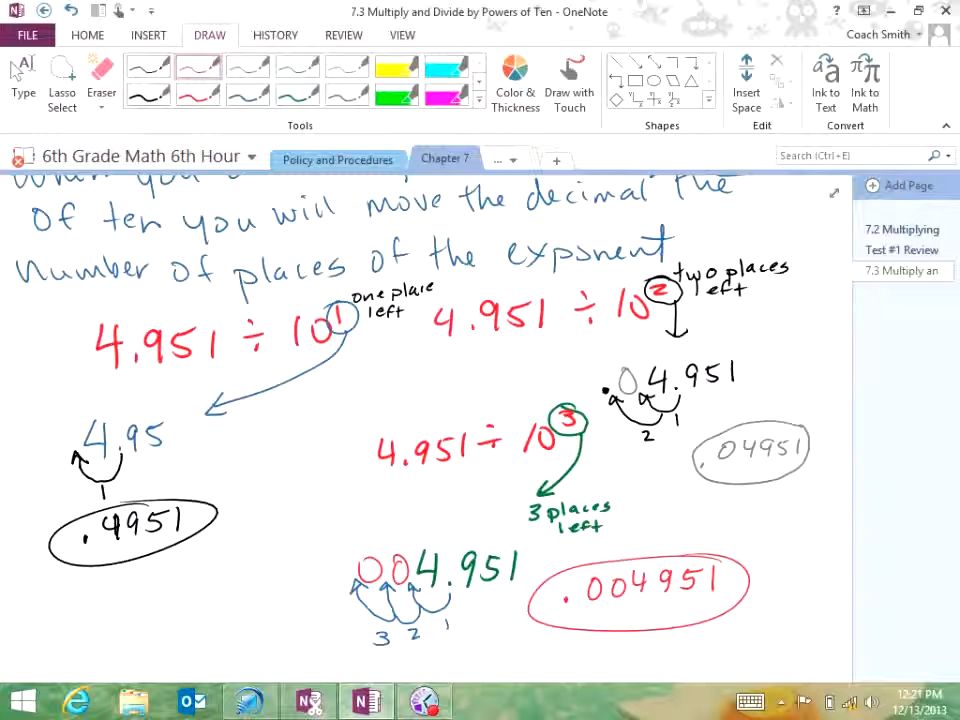 7.3 Multiply and Divide by Powers of Ten - OneNote
FILE HOME INSERT DRAW HISTORY REVIEW VIEW
Coach Smith
Type
Lasso Select
Eraser
Color & Thickness
Draw with Touch
Insert Space
Ink to Text
Ink to Math
Tools
Shapes
Edit
Convert
6th Grade Math 6th Hour
Policy and Procedures
Chapter 7
...
Search (Ctrl+E)
Add Page
7.2 Multiplying
Test #1 Review
7.3 Multiply an
When you
of ten you will move the decimal the
number of places of the exponent
one place
left
4.951 ÷ 10¹
two places
left
4.951 ÷ 10²
4.95
1
.4951
.04.951
2 1
.04951
4.951 ÷ 10³
3 places
left
004.951
3 2 1
.004951
12:21 PM
12/13/2013